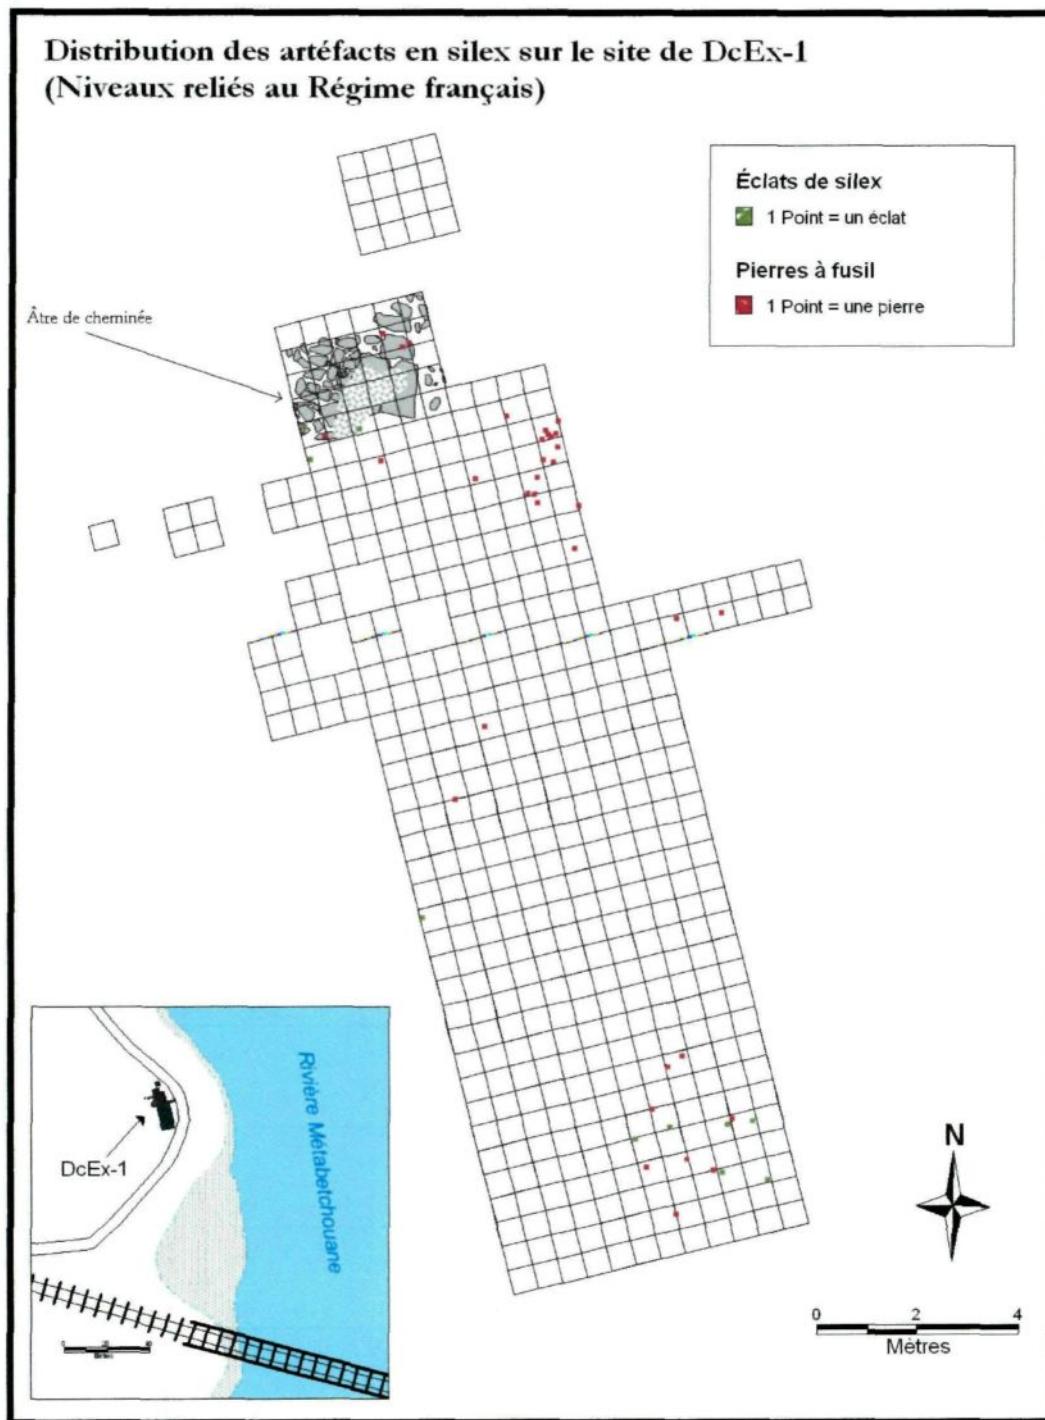 Distribution des artéfacts en silex sur le site de DcEx-1
(Niveaux reliés au Régime français)
Éclats de silex
1 Point = un éclat
Pierres à fusil
1 Point = une pierre
Âtre de cheminée
Rivière Métabetchouane
DcEx-1
N
0 2 4
Mètres